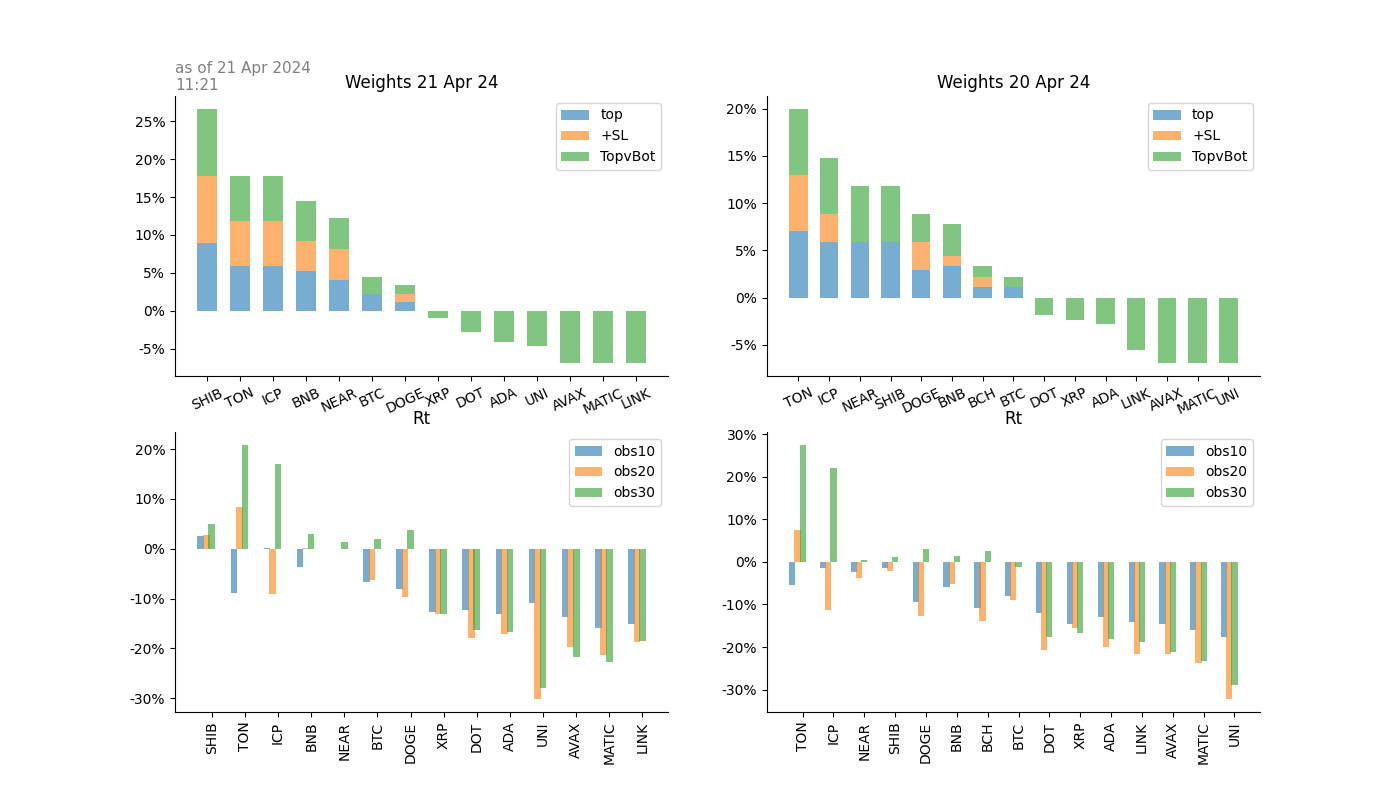 as of 21 Apr 2024
11:21
Weights 21 Apr 24
25%
20%
15%
10%
5%
0%
-5%
top
+SL
TopvBot
SHIB TON ICP BNB NEAR BTC DOGE XRP DOT ADA UNI AVAX MATIC LINK
Weights 20 Apr 24
20%
15%
10%
5%
0%
-5%
top
+SL
TopvBot
TON ICP NEAR SHIB DOGE BNB BCH BTC DOT XRP ADA LINK AVAX MATIC UNI
Rt
20%
10%
0%
-10%
-20%
-30%
obs10
obs20
obs30
SHIB TON ICP BNB NEAR BTC DOGE XRP DOT ADA UNI AVAX MATIC LINK
Rt
30%
20%
10%
0%
-10%
-20%
-30%
obs10
obs20
obs30
TON ICP NEAR SHIB DOGE BNB BCH BTC DOT XRP ADA LINK AVAX MATIC UNI